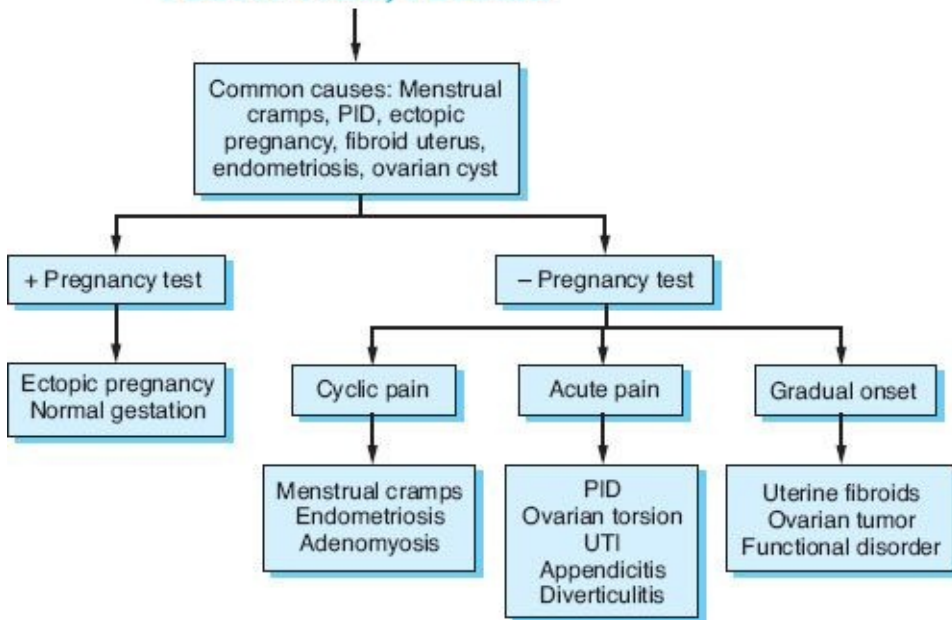 Common causes: Menstrual
cramps, PID, ectopic
pregnancy, fibroid uterus,
endometriosis, ovarian cyst
+ Pregnancy test
– Pregnancy test
Ectopic pregnancy
Normal gestation
Cyclic pain
Acute pain
Gradual onset
Menstrual cramps
Endometriosis
Adenomyosis
PID
Ovarian torsion
UTI
Appendicitis
Diverticulitis
Uterine fibroids
Ovarian tumor
Functional disorder